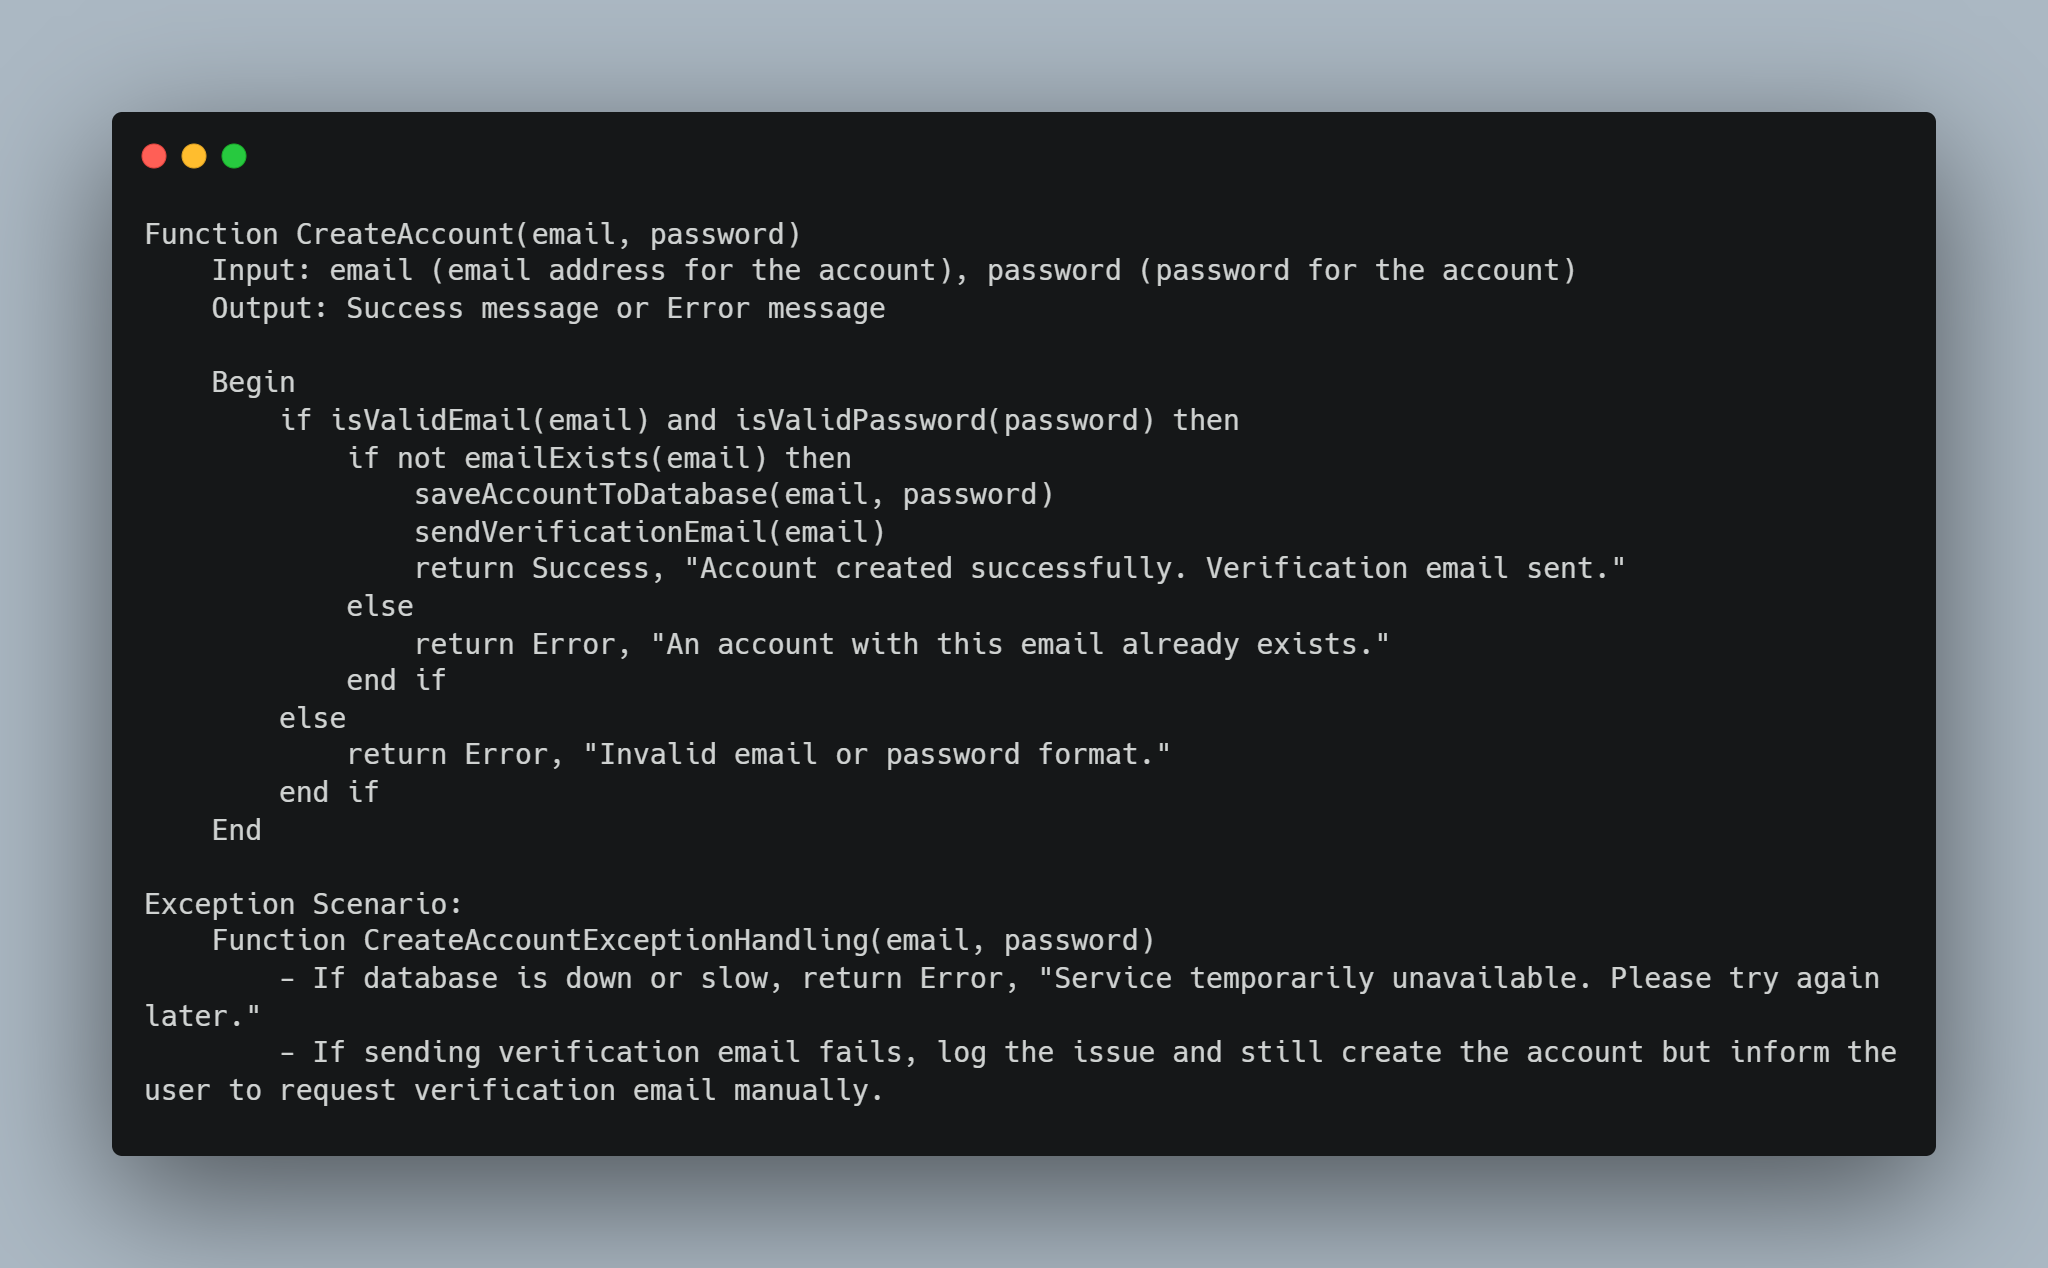 Function CreateAccount(email, password)
    Input: email (email address for the account), password (password for the account)
    Output: Success message or Error message

    Begin
        if isValidEmail(email) and isValidPassword(password) then
            if not emailExists(email) then
                saveAccountToDatabase(email, password)
                sendVerificationEmail(email)
                return Success, "Account created successfully. Verification email sent."
            else
                return Error, "An account with this email already exists."
            end if
        else
            return Error, "Invalid email or password format."
        end if
    End

Exception Scenario:
    Function CreateAccountExceptionHandling(email, password)
        - If database is down or slow, return Error, "Service temporarily unavailable. Please try again
later."
        - If sending verification email fails, log the issue and still create the account but inform the
user to request verification email manually.